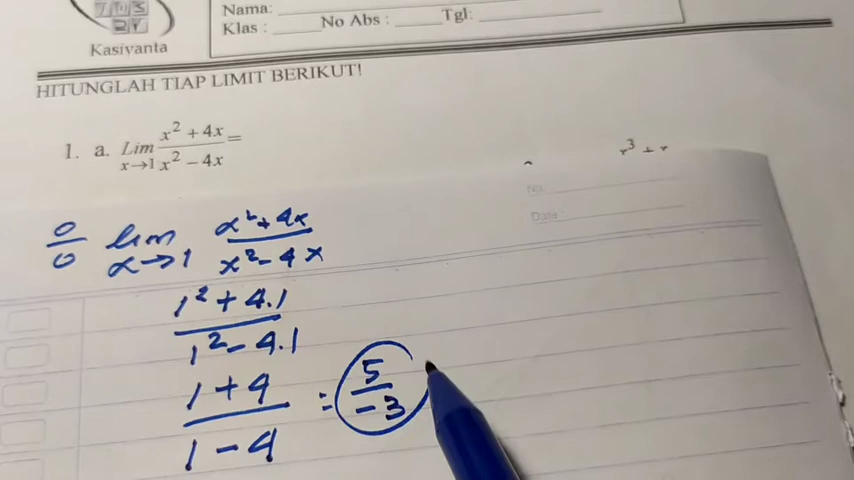 Kasiyanta
Nama:
Klas : No Abs : Tgl:
HITUNGLAH TIAP LIMIT BERIKUT!
1. a. Lim x→1 x² + 4x / x² - 4x =
x³ + x
No.
Date
0/0 lim x→1 x² + 4x / x² - 4x
1² + 4.1 / 1² - 4.1
1 + 4 / 1 - 4 = 5 / -3